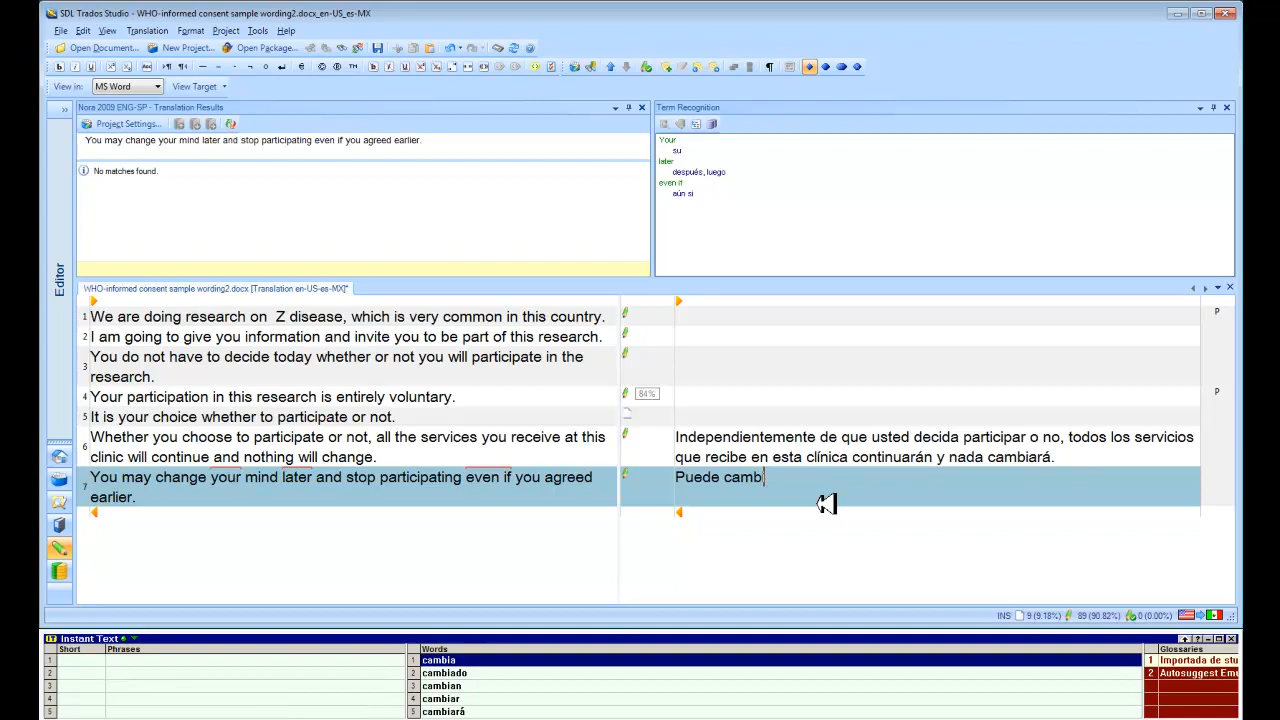 SDL Trados Studio - WHO-informed consent sample wording2.docx_en-US_es-MX
File Edit View Translation Format Project Tools Help
Open Document... New Project... Open Package...
View in: MS Word View Target
Nora 2009 ENG-SP - Translation Results
Project Settings...
You may change your mind later and stop participating even if you agreed earlier.
No matches found.
Term Recognition
Your
su
later
después, luego
even if
aún si
Editor
WHO-informed consent sample wording2.docx [Translation en-US-es-MX]*
1 We are doing research on Z disease, which is very common in this country. P
2 I am going to give you information and invite you to be part of this research.
You do not have to decide today whether or not you will participate in the
3
research.
4 Your participation in this research is entirely voluntary. 84% P
5 It is your choice whether to participate or not.
Whether you choose to participate or not, all the services you receive at this
6
clinic will continue and nothing will change.
Independientemente de que usted decida participar o no, todos los servicios
que recibe en esta clínica continuarán y nada cambiará.
You may change your mind later and stop participating even if you agreed
7
earlier.
Puede camb
INS 9 (9.18%) 89 (90.82%) 0 (0.00%)
IT Instant Text
Short Phrases Words Glossaries
1 1 cambia 1 Importada de stu
2 2 cambiado 2 Autosuggest Emu
3 3 cambian
4 4 cambiar
5 5 cambiará